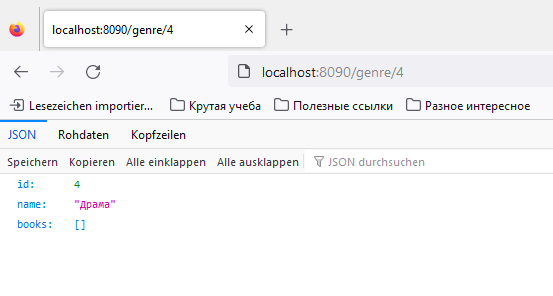 localhost:8090/genre/4
localhost:8090/genre/4
Lesezeichen importier... Крутая учеба Полезные ссылки Разное интересное
JSON Rohdaten Kopfzeilen
Speichern Kopieren Alle einklappen Alle ausklappen JSON durchsuchen
id: 4
name: "Драма"
books: []